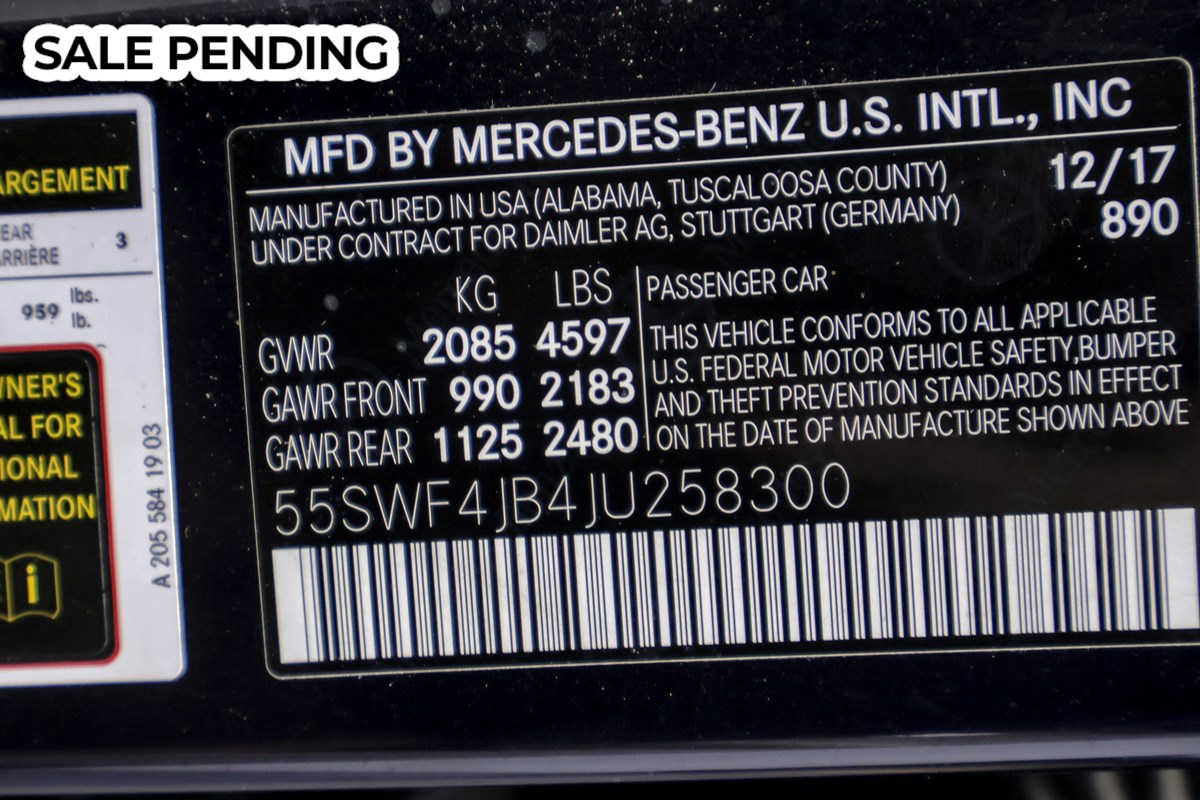 SALE PENDING
ARGEMENT
EAR 3
ARRIÈRE
959 lbs.
lb.
WNER'S
AL FOR
IONAL
MATION
i
A 205 584 19 03
MFD BY MERCEDES-BENZ U.S. INTL., INC
MANUFACTURED IN USA (ALABAMA, TUSCALOOSA COUNTY) 12/17
UNDER CONTRACT FOR DAIMLER AG, STUTTGART (GERMANY) 890
KG LBS
GVWR 2085 4597
GAWR FRONT 990 2183
GAWR REAR 1125 2480
PASSENGER CAR
THIS VEHICLE CONFORMS TO ALL APPLICABLE
U.S. FEDERAL MOTOR VEHICLE SAFETY,BUMPER
AND THEFT PREVENTION STANDARDS IN EFFECT
ON THE DATE OF MANUFACTURE SHOWN ABOVE
55SWF4JB4JU258300